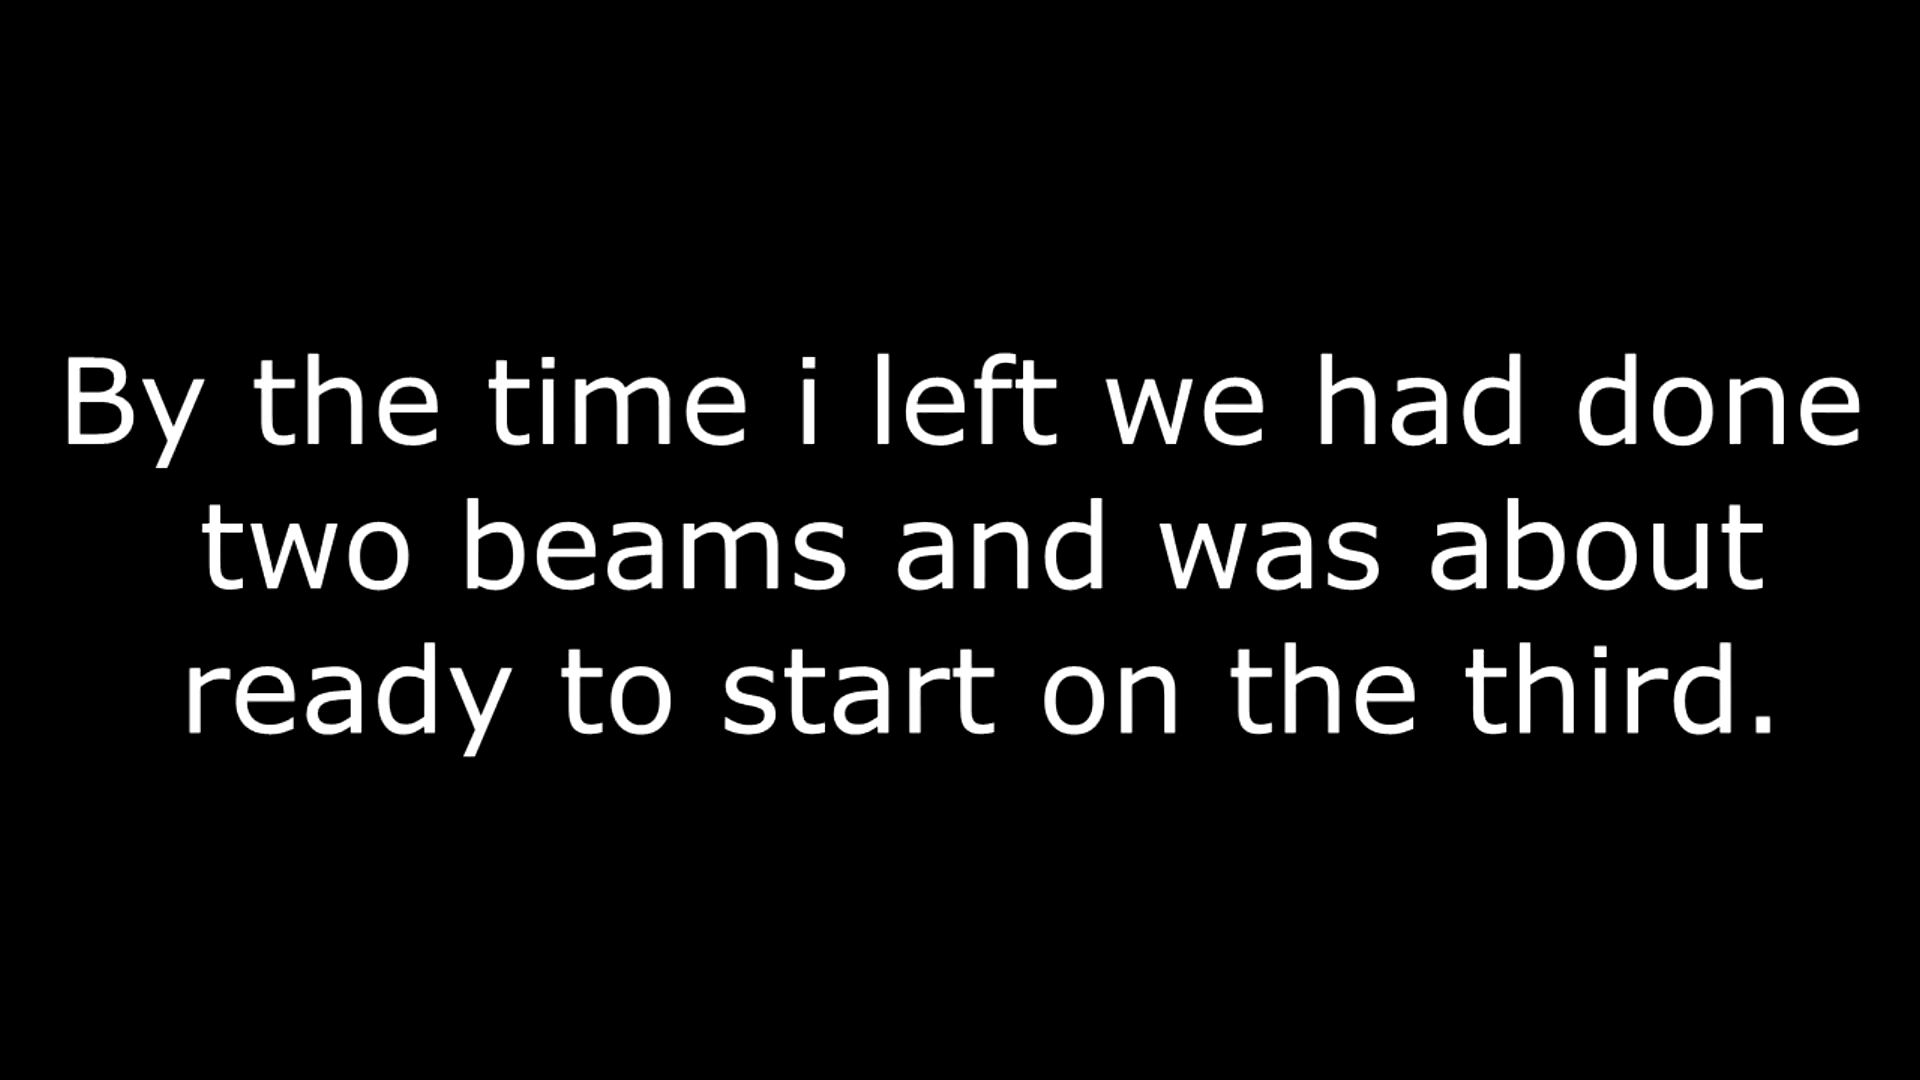 By the time i left we had done
two beams and was about
ready to start on the third.